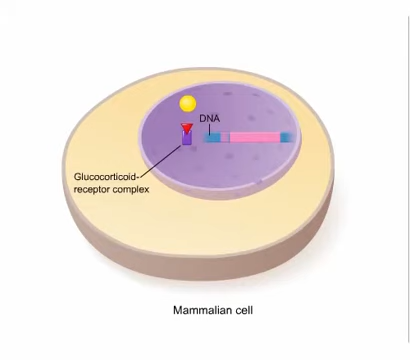 DNA
Glucocorticoid-
receptor complex
Mammalian cell